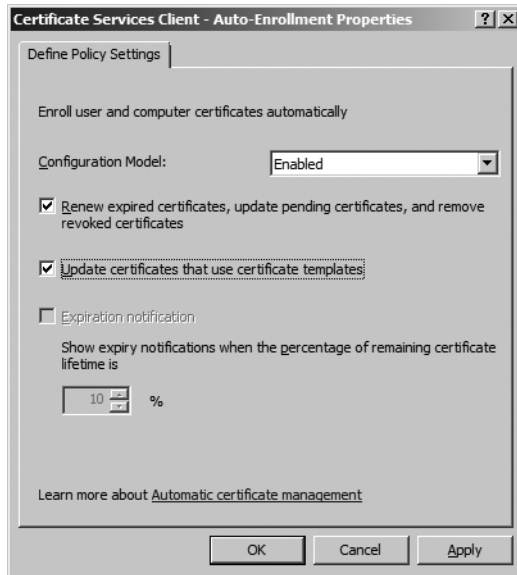 Certificate Services Client - Auto-Enrollment Properties
Define Policy Settings
Enroll user and computer certificates automatically
Configuration Model: Enabled
Renew expired certificates, update pending certificates, and remove
revoked certificates
Update certificates that use certificate templates
Expiration notification
Show expiry notifications when the percentage of remaining certificate
lifetime is
10 %
Learn more about Automatic certificate management
OK Cancel Apply